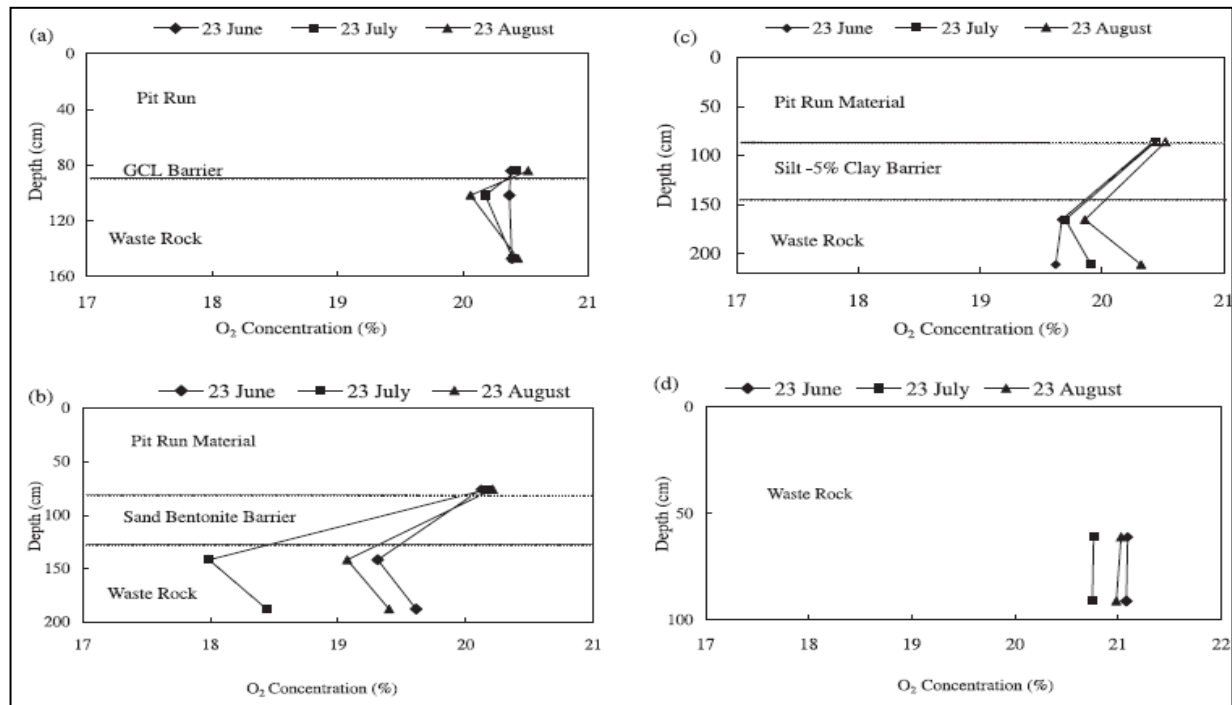 (a)
23 June 23 July 23 August
0
40
80
120
160
Depth (cm)
Pit Run
GCL Barrier
Waste Rock
17 18 19 20 21
O2 Concentration (%)
(c)
23 June 23 July 23 August
0
50
100
150
200
Depth (cm)
Pit Run Material
Silt -5% Clay Barrier
Waste Rock
17 18 19 20 21
O2 Concentration (%)
(b)
23 June 23 July 23 August
0
50
100
150
200
Depth (cm)
Pit Run Material
Sand Bentonite Barrier
Waste Rock
17 18 19 20 21
O2 Concentration (%)
(d)
23 June 23 July 23 August
0
50
100
Depth (cm)
Waste Rock
17 18 19 20 21 22
O2 Concentration (%)